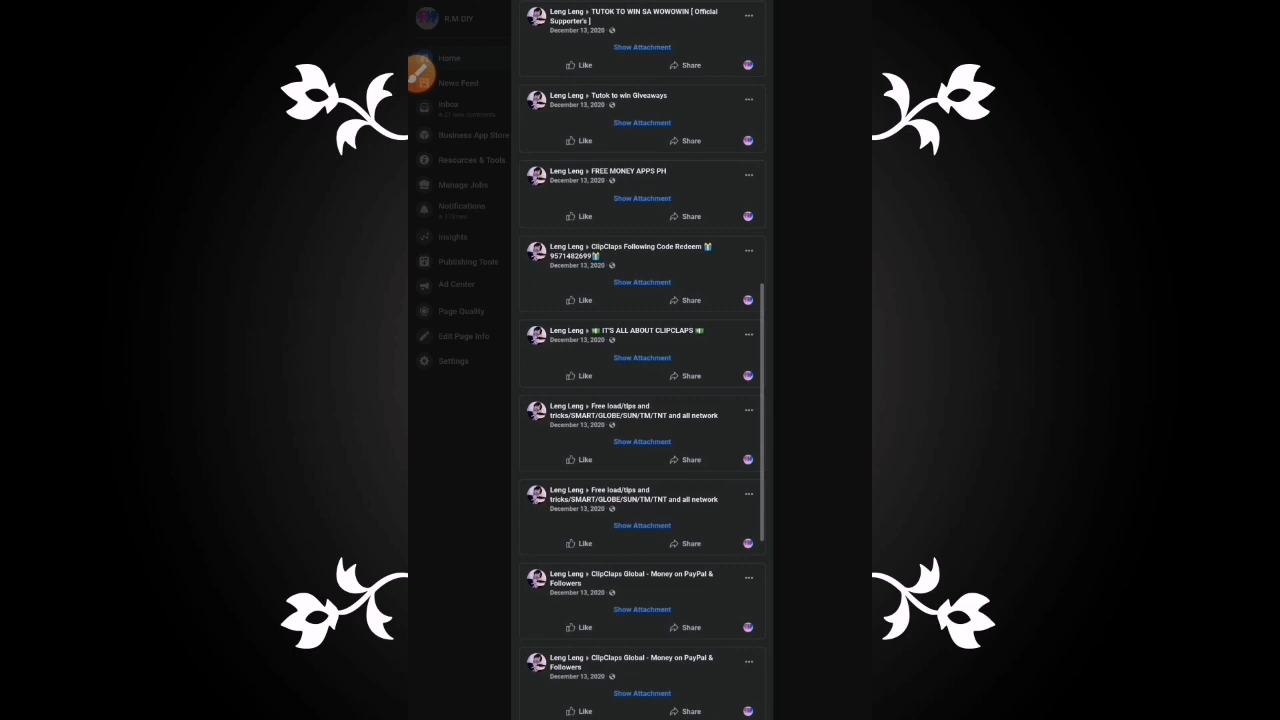 R.M DIY
Home
News Feed
Inbox
21 new comments
Business App Store
Resources & Tools
Manage Jobs
Notifications
Insights
Publishing Tools
Ad Center
Page Quality
Edit Page Info
Settings
Leng Leng ▸ TUTOK TO WIN SA WOWOWIN [ Official
Supporter's ]
December 13, 2020
Show Attachment
Like Share
Leng Leng ▸ Tutok to win Giveaways
December 13, 2020
Show Attachment
Like Share
Leng Leng ▸ FREE MONEY APPS PH
December 13, 2020
Show Attachment
Like Share
Leng Leng ▸ ClipClaps Following Code Redeem 🎁
9571482699🎁
December 13, 2020
Show Attachment
Like Share
Leng Leng ▸ 💵 IT'S ALL ABOUT CLIPCLAPS 💵
December 13, 2020
Show Attachment
Like Share
Leng Leng ▸ Free load/tips and
tricks/SMART/GLOBE/SUN/TM/TNT and all network
December 13, 2020
Show Attachment
Like Share
Leng Leng ▸ Free load/tips and
tricks/SMART/GLOBE/SUN/TM/TNT and all network
December 13, 2020
Show Attachment
Like Share
Leng Leng ▸ ClipClaps Global - Money on PayPal &
Followers
December 13, 2020
Show Attachment
Like Share
Leng Leng ▸ ClipClaps Global - Money on PayPal &
Followers
December 13, 2020
Show Attachment
Like Share